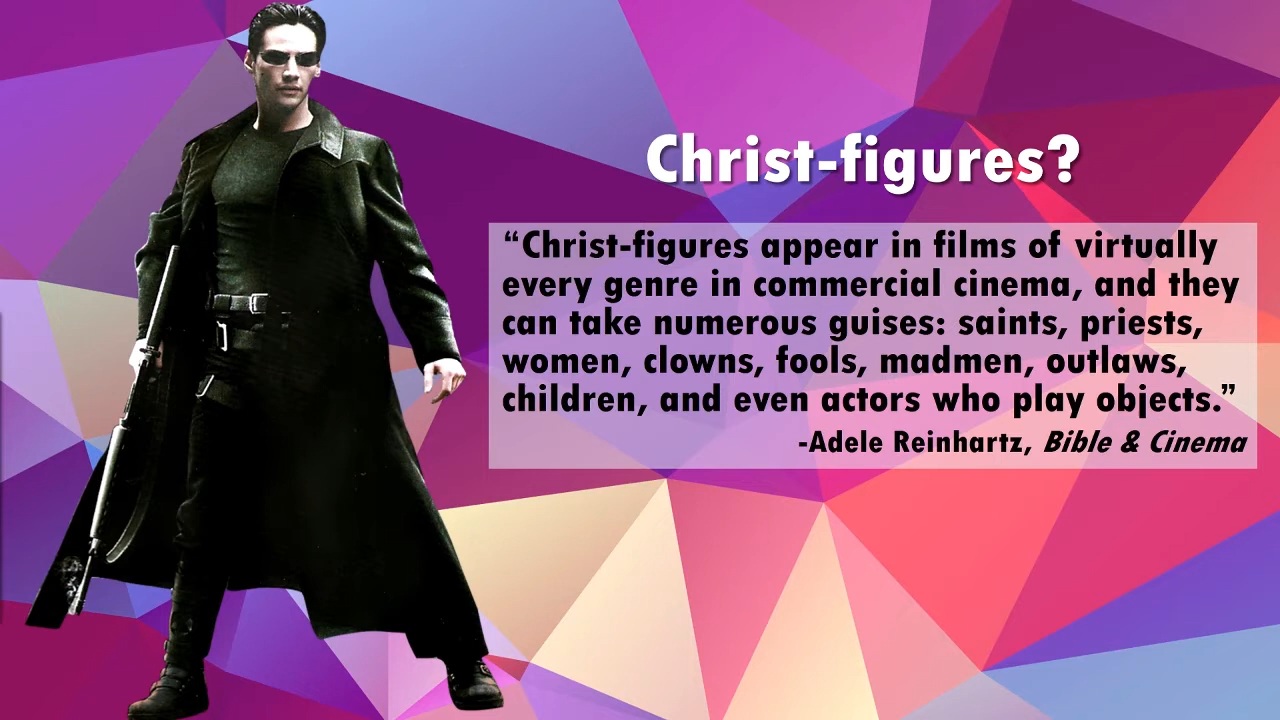 Christ-figures?
“Christ-figures appear in films of virtually
every genre in commercial cinema, and they
can take numerous guises: saints, priests,
women, clowns, fools, madmen, outlaws,
children, and even actors who play objects.”
-Adele Reinhartz, Bible & Cinema